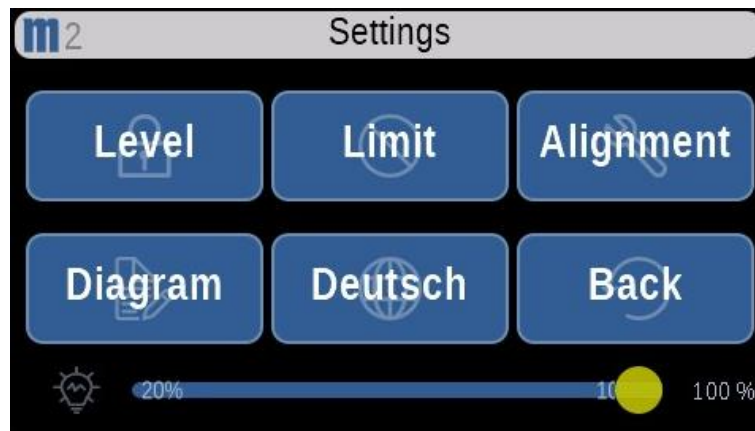 m2 Settings
Level Limit Alignment
Diagram Deutsch Back
20% 100 %